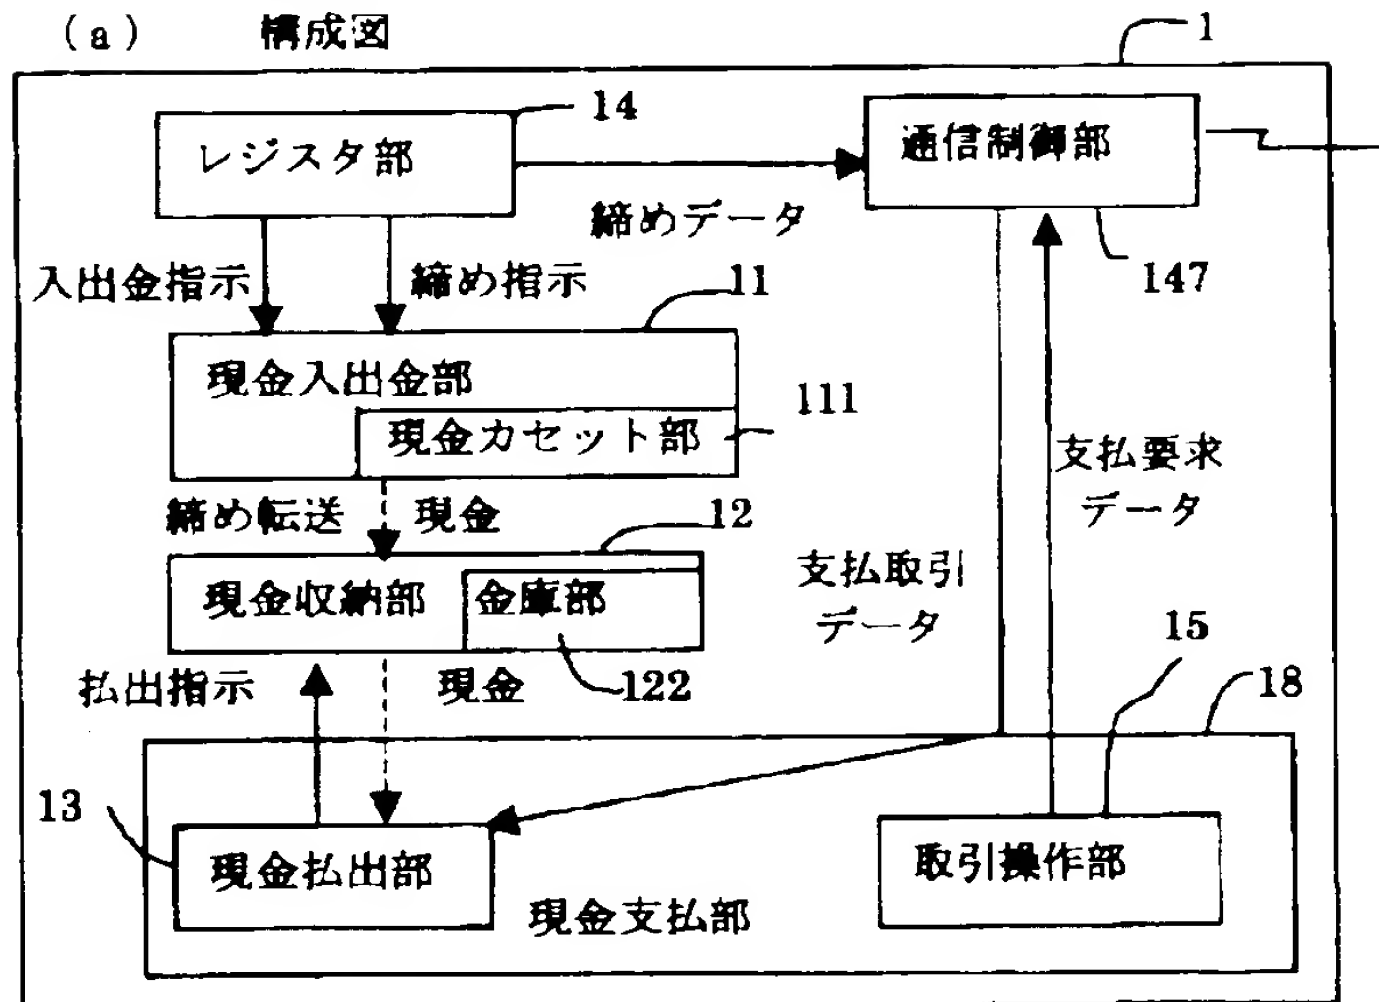 (a) 構成図
1
14
レジスタ部
通信制御部
締めデータ
147
入出金指示
締め指示
11
現金入出金部
111
現金カセット部
締め転送
現金
12
支払要求
データ
現金収納部
金庫部
支払取引
データ
15
払出指示
現金
122
18
13
現金払出部
取引操作部
現金支払部